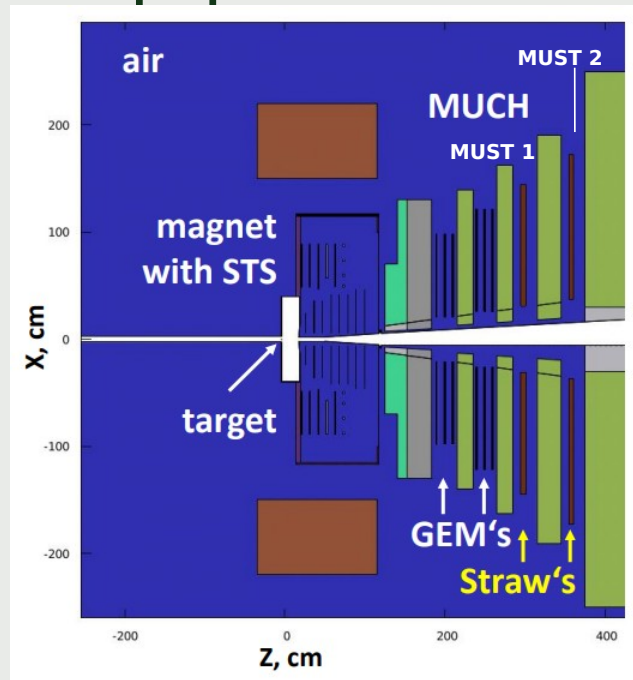 air
MUST 2
MUCH
MUST 1
magnet
with STS
target
GEM‘s
Straw‘s
X, cm
200
100
0
-100
-200
-200
0
200
400
Z, cm